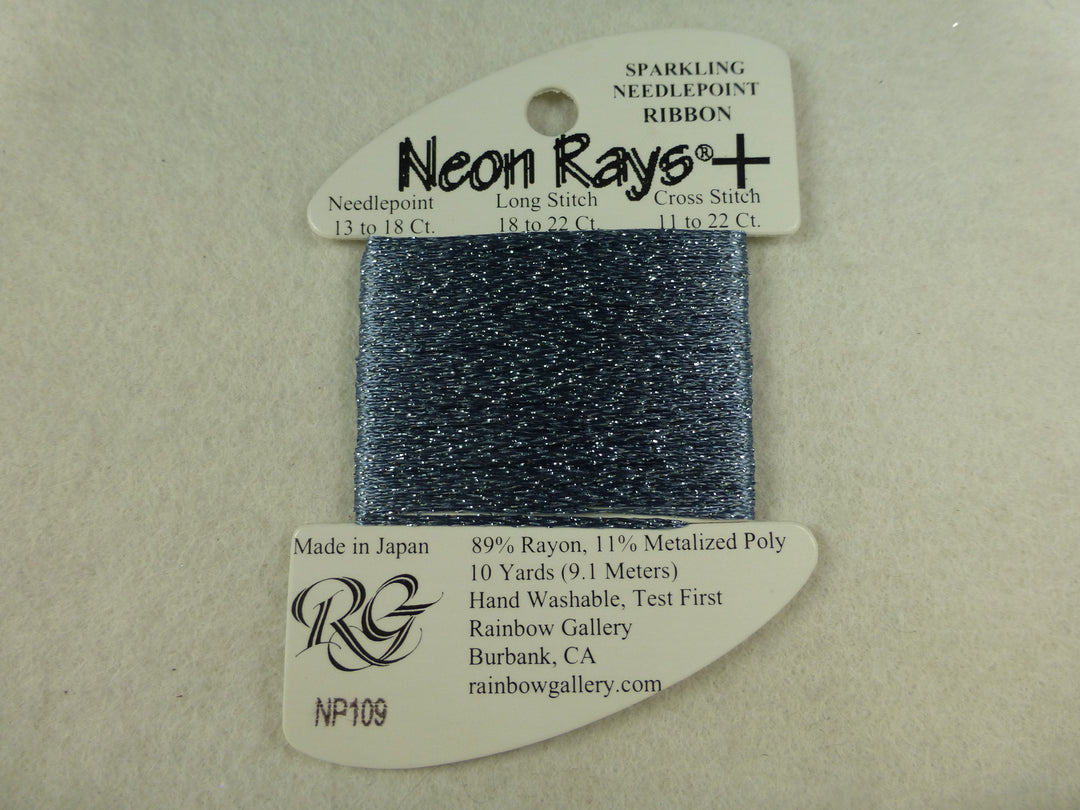 SPARKLING
NEEDLEPOINT
RIBBON
Neon Rays®+
Needlepoint
13 to 18 Ct.
Long Stitch
18 to 22 Ct.
Cross Stitch
11 to 22 Ct.
Made in Japan
RG
NP109
89% Rayon, 11% Metalized Poly
10 Yards (9.1 Meters)
Hand Washable, Test First
Rainbow Gallery
Burbank, CA
rainbowgallery.com